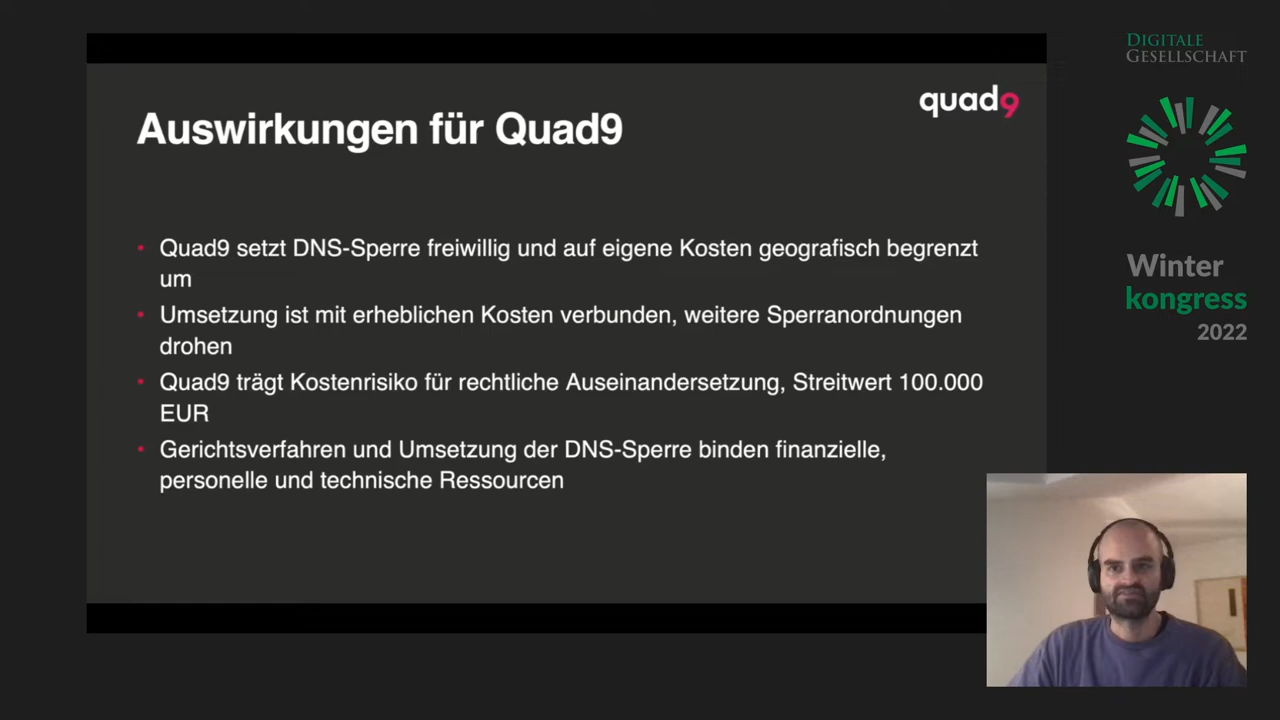 DIGITALE
GESELLSCHAFT
quad9
Auswirkungen für Quad9
• Quad9 setzt DNS-Sperre freiwillig und auf eigene Kosten geografisch begrenzt
um
• Umsetzung ist mit erheblichen Kosten verbunden, weitere Sperranordnungen
drohen
• Quad9 trägt Kostenrisiko für rechtliche Auseinandersetzung, Streitwert 100.000
EUR
• Gerichtsverfahren und Umsetzung der DNS-Sperre binden finanzielle,
personelle und technische Ressourcen
Winter
kongress
2022